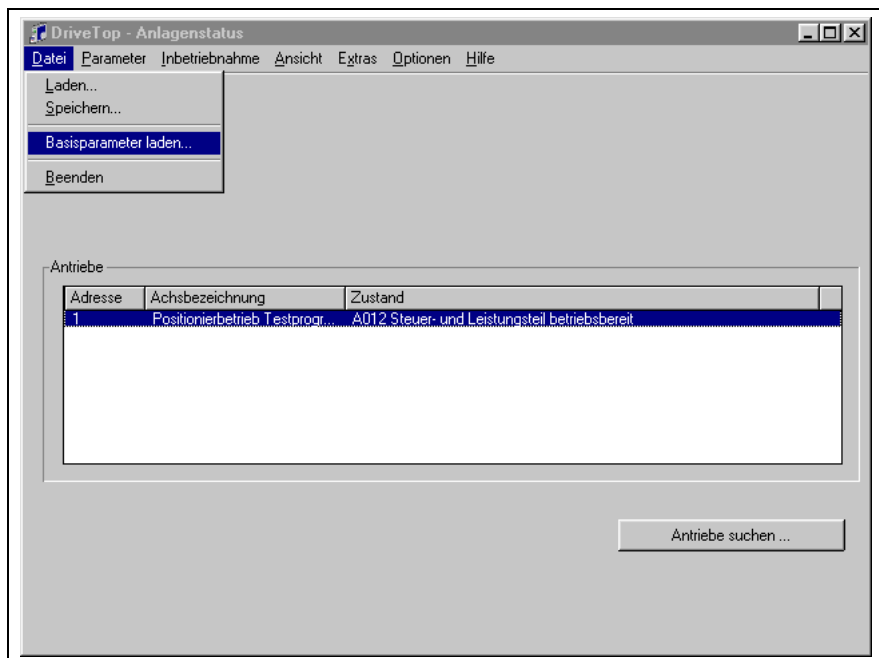 DriveTop - Anlagenstatus
Datei Parameter Inbetriebnahme Ansicht Extras Optionen Hilfe
Laden...
Speichern...
Basisparameter laden...
Beenden
Antriebe
Adresse Achsbezeichnung Zustand
1 Positionierbetrieb Testprogr... A012 Steuer- und Leistungsteil betriebsbereit
Antriebe suchen ...